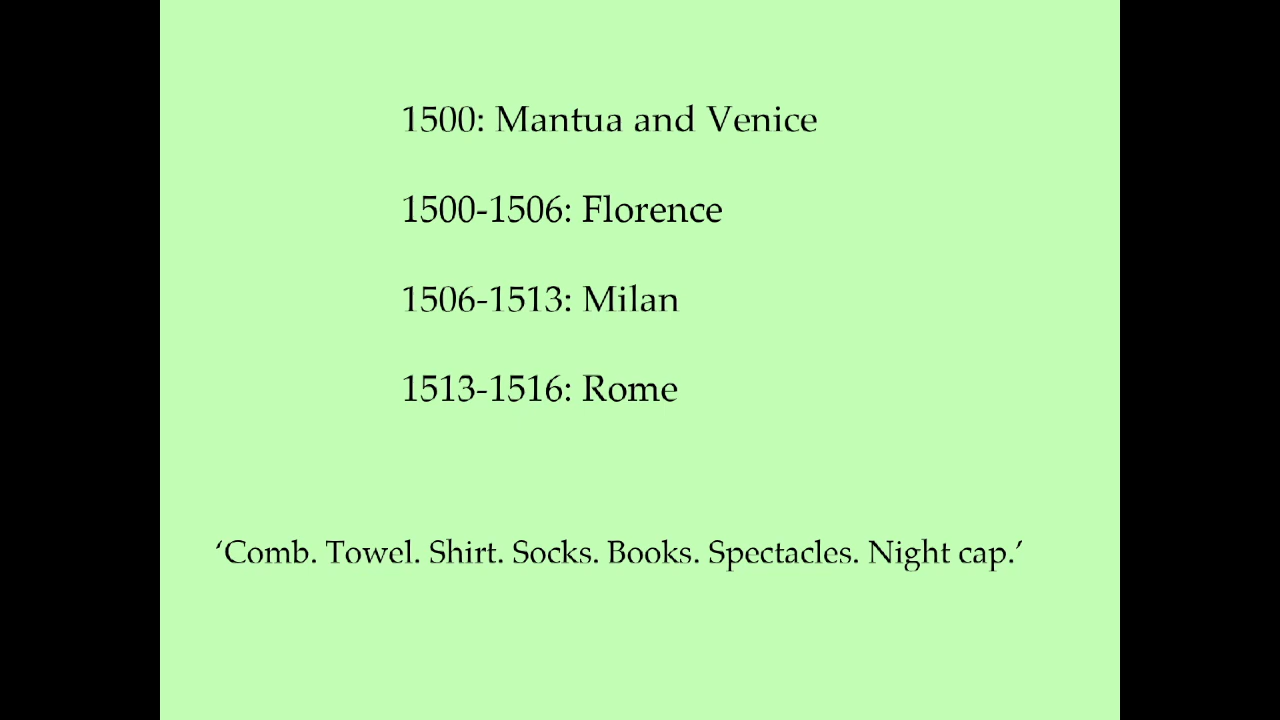 1500: Mantua and Venice
1500-1506: Florence
1506-1513: Milan
1513-1516: Rome
‘Comb. Towel. Shirt. Socks. Books. Spectacles. Night cap.’